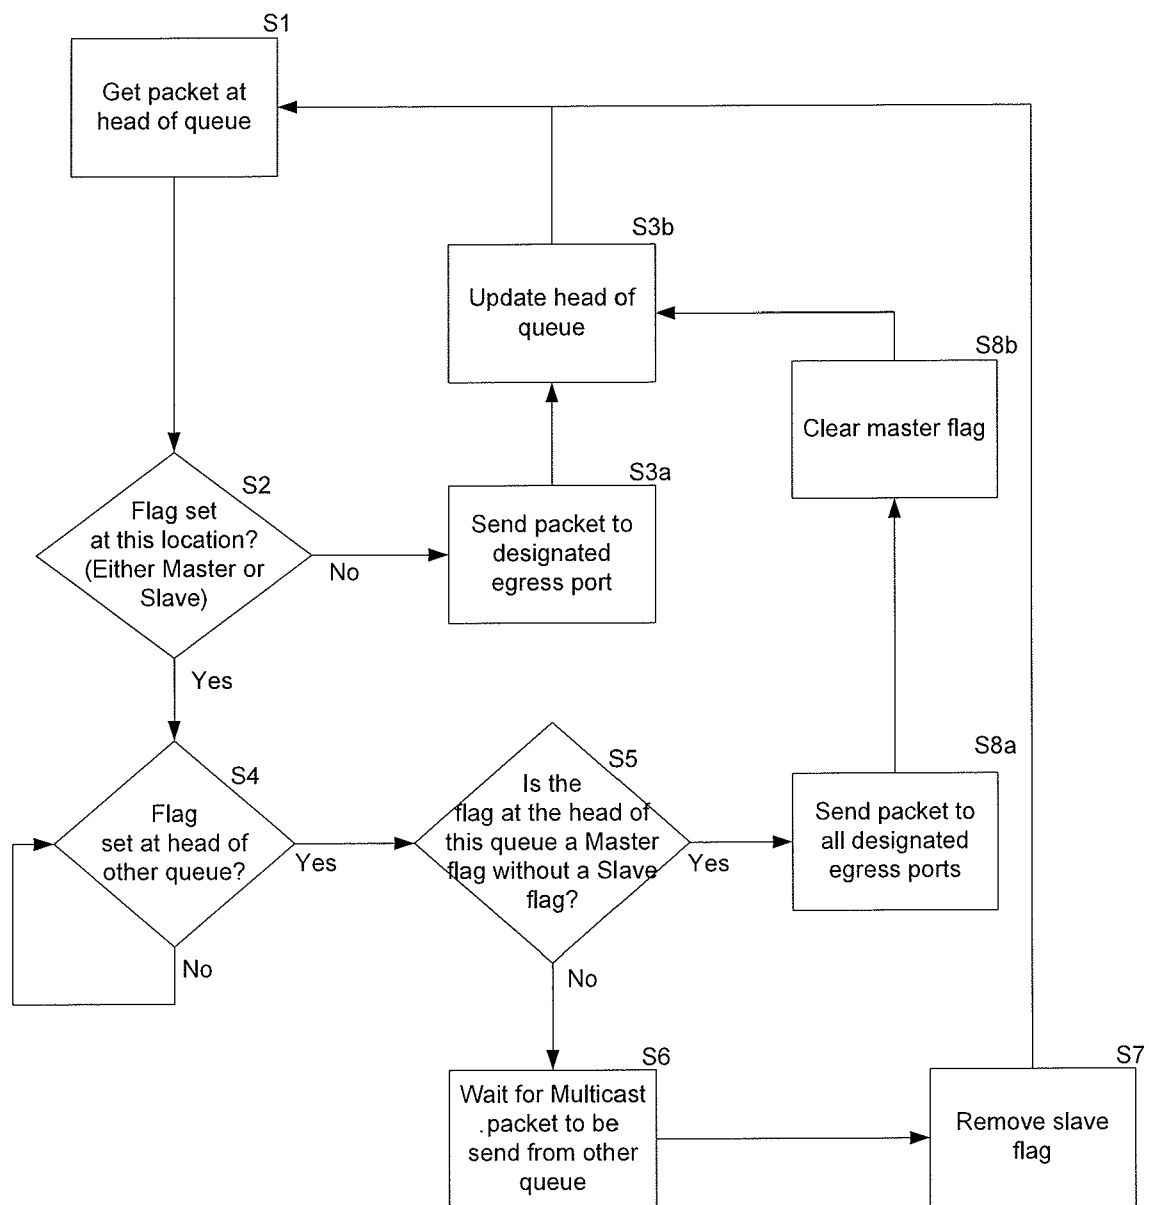 S1
Get packet at
head of queue
S3b
Update head of
queue
S8b
Clear master flag
S2
Flag set
at this location?
(Either Master or
Slave)
No
Yes
S3a
Send packet to
designated
egress port
S4
Flag
set at head of
other queue?
Yes
No
S5
Is the
flag at the head of
this queue a Master
flag without a Slave
flag?
Yes
No
S8a
Send packet to
all designated
egress ports
S6
Wait for Multicast
.packet to be
send from other
queue
S7
Remove slave
flag